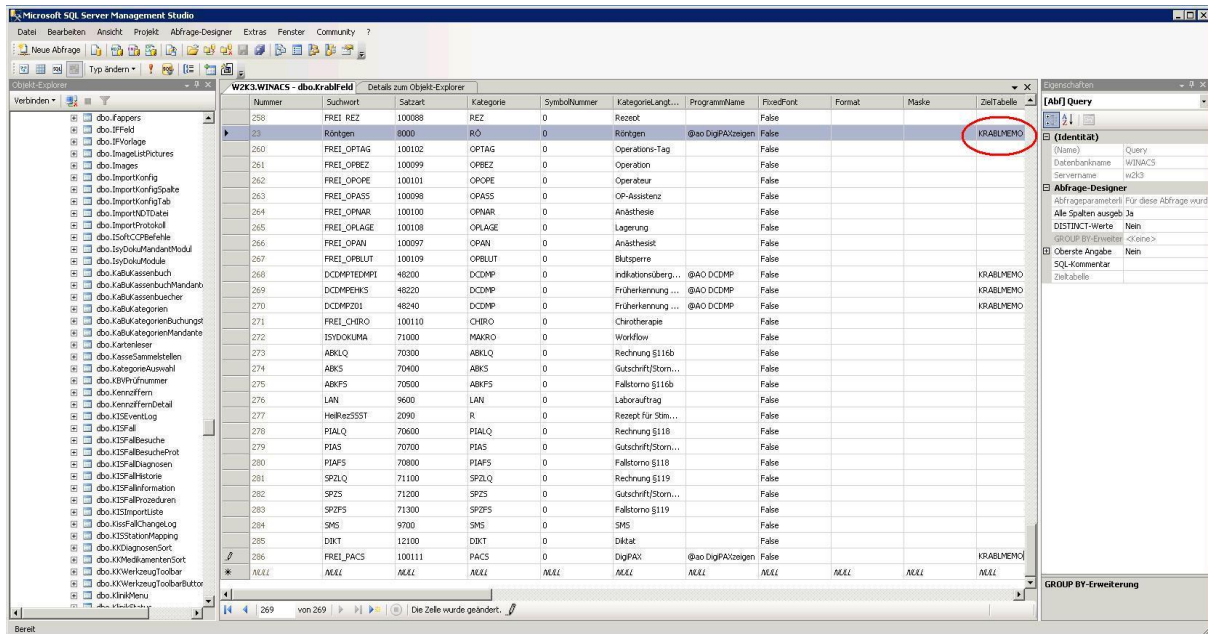 Microsoft SQL Server Management Studio
Datei Bearbeiten Ansicht Projekt Abfrage-Designer Extras Fenster Community ?
Neue Abfrage
Typ ändern
Objekt-Explorer
Verbinden
dbo.ifappers
dbo.IFFeld
dbo.IFVorlage
dbo.ImageListPictures
dbo.Images
dbo.ImportKonfig
dbo.ImportKonfigSpalte
dbo.ImportKonfigTab
dbo.ImportNDTDatei
dbo.ImportProtokoll
dbo.ISoftCCPBefehle
dbo.IsyDokuMandantModul
dbo.IsyDokuModule
dbo.KaBuKassenbuch
dbo.KaBuKassenbuchMandant
dbo.KaBuKassenbuecher
dbo.KaBuKategorien
dbo.KaBuKategorienBuchungst
dbo.KaBuKategorienMandante
dbo.Kartenleser
dbo.KasseSammelstellen
dbo.KategorieAuswahl
dbo.KBVPrüfnummer
dbo.Kennziffern
dbo.KennziffernDetail
dbo.KISEventLog
dbo.KISFall
dbo.KISFallBesuche
dbo.KISFallBesucheProt
dbo.KISFallDiagnosen
dbo.KISFallHistorie
dbo.KISFallinformation
dbo.KISFallProzeduren
dbo.KISImportListe
dbo.KissFallChangeLog
dbo.KISStationMapping
dbo.KKDiagnosenSort
dbo.KKMedikamentenSort
dbo.KKWerkzeugToolbar
dbo.KKWerkzeugToolbarButtor
dbo.KlinikMenu
dbo.KlinikStatus
W2K3.WINACS - dbo.KrablFeld Details zum Objekt-Explorer
Nummer Suchwort Satzart Kategorie SymbolNummer KategorieLangt... ProgrammName FixedFont Format Maske ZielTabelle
258 FREI_REZ 100088 REZ 0 Rezept False
23 Röntgen 8000 RÖ 0 Röntgen @ao DigiPAXzeigen False KRABLMEMO
260 FREI_OPTAG 100102 OPTAG 0 Operations-Tag False
261 FREI_OPBEZ 100099 OPBEZ 0 Operation False
262 FREI_OPOPE 100101 OPOPE 0 Operateur False
263 FREI_OPASS 100098 OPASS 0 OP-Assistenz False
264 FREI_OPNAR 100100 OPNAR 0 Anästhesie False
265 FREI_OPLAGE 100108 OPLAGE 0 Lagerung False
266 FREI_OPAN 100097 OPAN 0 Anästhesist False
267 FREI_OPBLUT 100109 OPBLUT 0 Blutsperre False
268 DCDMPTEDMPI 48200 DCDMP 0 indikationsüberg... @AO DCDMP False KRABLMEMO
269 DCDMPEHKS 48220 DCDMP 0 Früherkennung ... @AO DCDMP False KRABLMEMO
270 DCDMPZ01 48240 DCDMP 0 Früherkennung ... @AO DCDMP False KRABLMEMO
271 FREI_CHIRO 100110 CHIRO 0 Chirotherapie False
272 ISYDOKUMA 71000 MAKRO 0 Workflow False
273 ABKLQ 70300 ABKLQ 0 Rechnung §116b False
274 ABKS 70400 ABKS 0 Gutschrift/Storn... False
275 ABKFS 70500 ABKFS 0 Fallstorno §116b False
276 LAN 9600 LAN 0 Laborauftrag False
277 HeilRezSSST 2090 R 0 Rezept für Stim... False
278 PIALQ 70600 PIALQ 0 Rechnung §118 False
279 PIAS 70700 PIAS 0 Gutschrift/Storn... False
280 PIAFS 70800 PIAFS 0 Fallstorno §118 False
281 SPZLQ 71100 SPZLQ 0 Rechnung §119 False
282 SPZS 71200 SPZS 0 Gutschrift/Storn... False
283 SPZFS 71300 SPZFS 0 Fallstorno §119 False
284 SMS 9700 SMS 0 SMS False
285 DIKT 12100 DIKT 0 Diktat False
286 FREI_PACS 100111 PACS 0 DigiPAX @ao DigiPAXzeigen False KRABLMEMO
NULL NULL NULL NULL NULL NULL NULL NULL NULL NULL NULL
269 von 269 Die Zelle wurde geändert.
Eigenschaften
[Abf] Query
(Identität)
(Name) Query
Datenbankname WINACS
Servername w2k3
Abfrage-Designer
Abfrageparameterli Für diese Abfrage wurd
Alle Spalten ausgeb Ja
DISTINCT-Werte Nein
GROUP BY-Erweiter <Keine>
Oberste Angabe Nein
SQL-Kommentar
Zieltabelle
GROUP BY-Erweiterung
Bereit